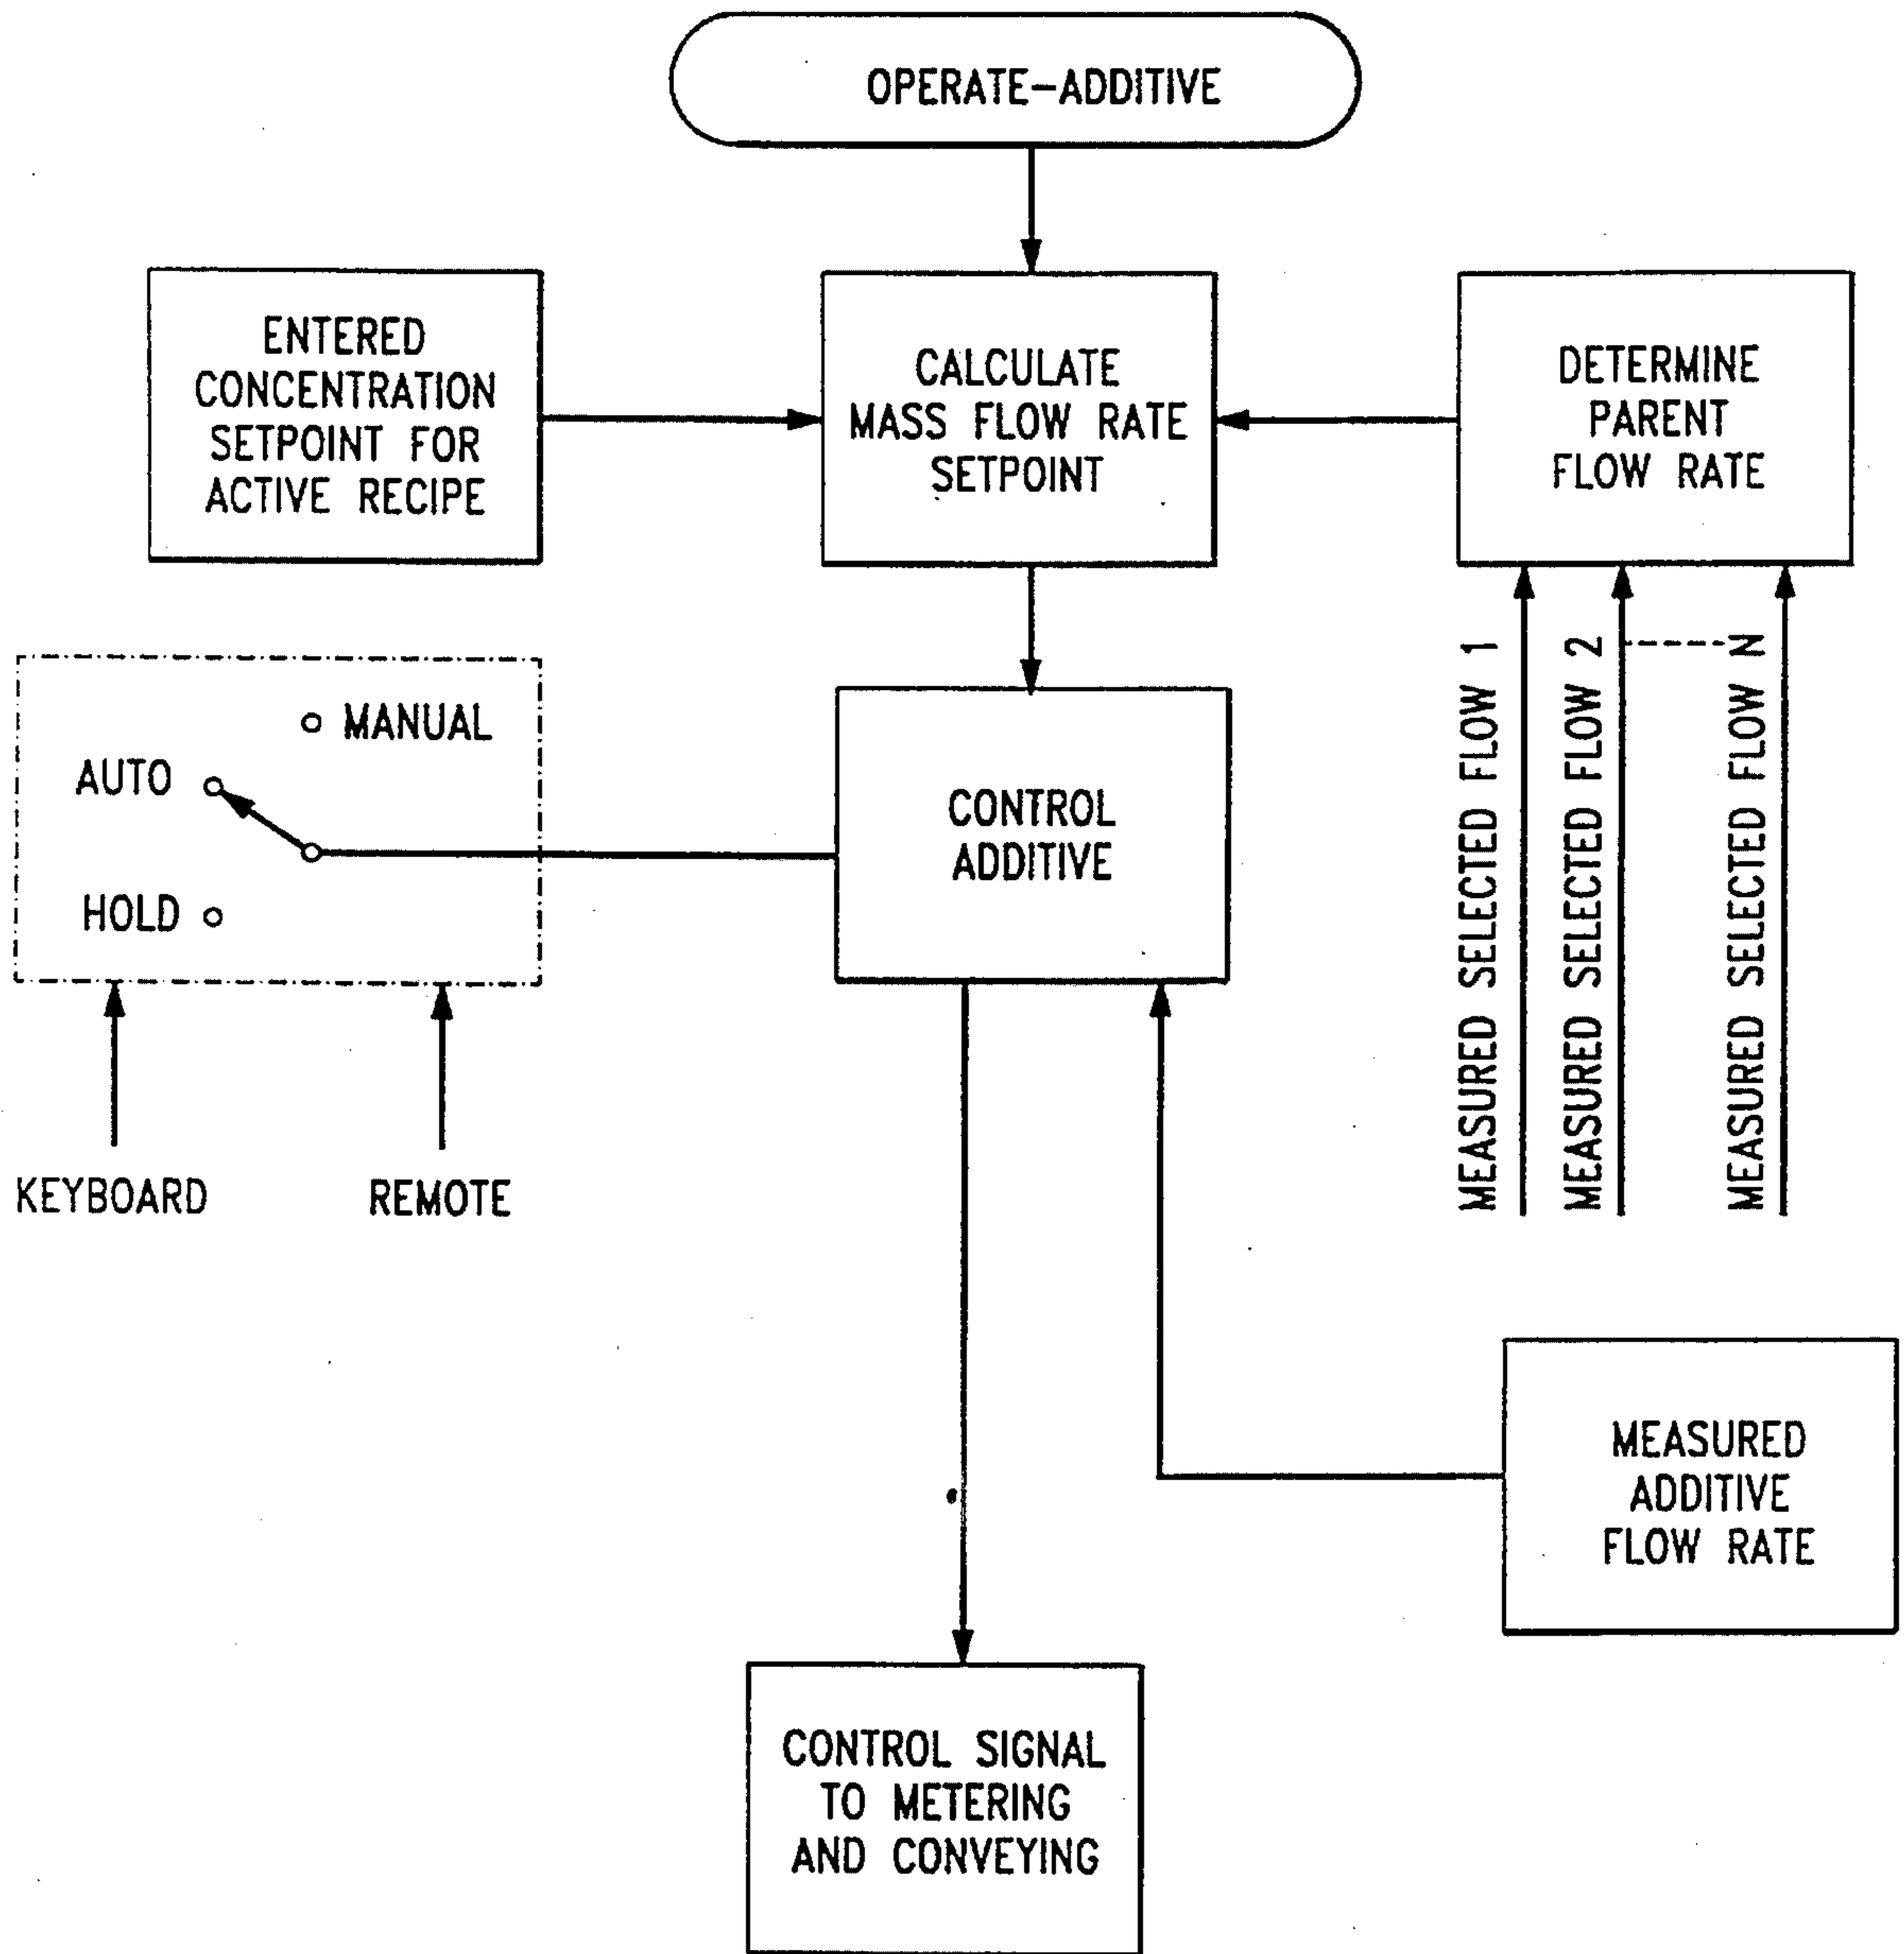 OPERATE-ADDITIVE
ENTERED
CONCENTRATION
SETPOINT FOR
ACTIVE RECIPE
CALCULATE
MASS FLOW RATE
SETPOINT
DETERMINE
PARENT
FLOW RATE
MANUAL
AUTO
HOLD
KEYBOARD
REMOTE
CONTROL
ADDITIVE
MEASURED SELECTED FLOW 1
MEASURED SELECTED FLOW 2
MEASURED SELECTED FLOW N
MEASURED
ADDITIVE
FLOW RATE
CONTROL SIGNAL
TO METERING
AND CONVEYING